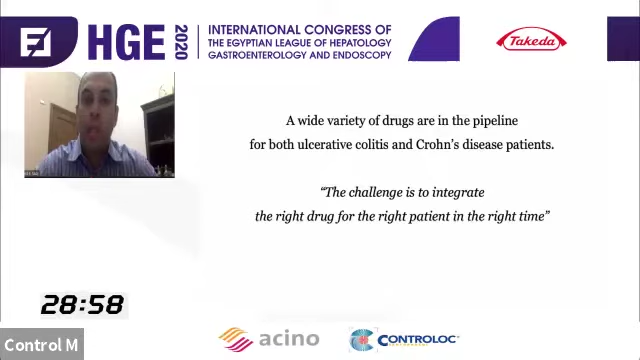 HGE 2020
INTERNATIONAL CONGRESS OF
THE EGYPTIAN LEAGUE OF HEPATOLOGY
GASTROENTEROLOGY AND ENDOSCOPY
Takeda
A wide variety of drugs are in the pipeline
for both ulcerative colitis and Crohn’s disease patients.
“The challenge is to integrate
the right drug for the right patient in the right time”
28:58
Control M
acino
CONTROLOC